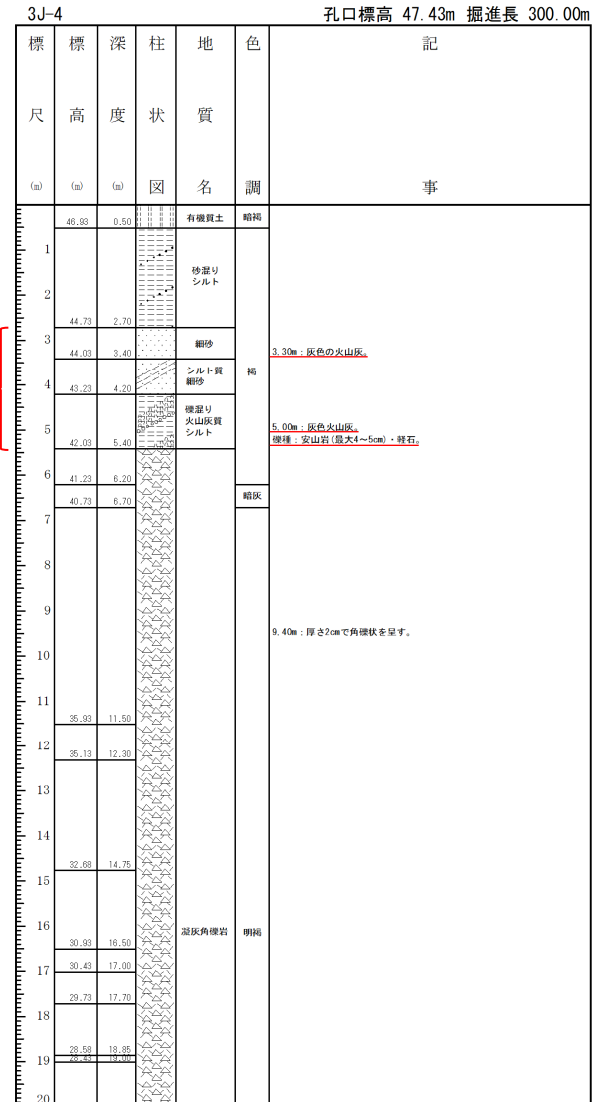 3J-4 孔口標高 47.43m 掘進長 300.00m
標尺(m) 標高(m) 深度(m) 柱状図 地質名 色調 記事
46.93 0.50 有機質土 暗褐
1
砂混り
シルト
2
44.73 2.70
3 細砂
44.03 3.40 3.30m：灰色の火山灰。
シルト質 褐
4 細砂
43.23 4.20
礫混り
5 火山灰質 5.00m：灰色火山灰。
シルト 礫種：安山岩(最大4～5cm)・軽石。
42.03 5.40
6
41.23 6.20
暗灰
40.73 6.70
7
8
9
9.40m：厚さ2cmで角礫状を呈す。
10
11
35.93 11.50
12
35.13 12.30
13
14
32.68 14.75
15
16 凝灰角礫岩 明褐
30.93 16.50
17
30.43 17.00
29.73 17.70
18
28.58 18.85
19
28.43 19.00
20